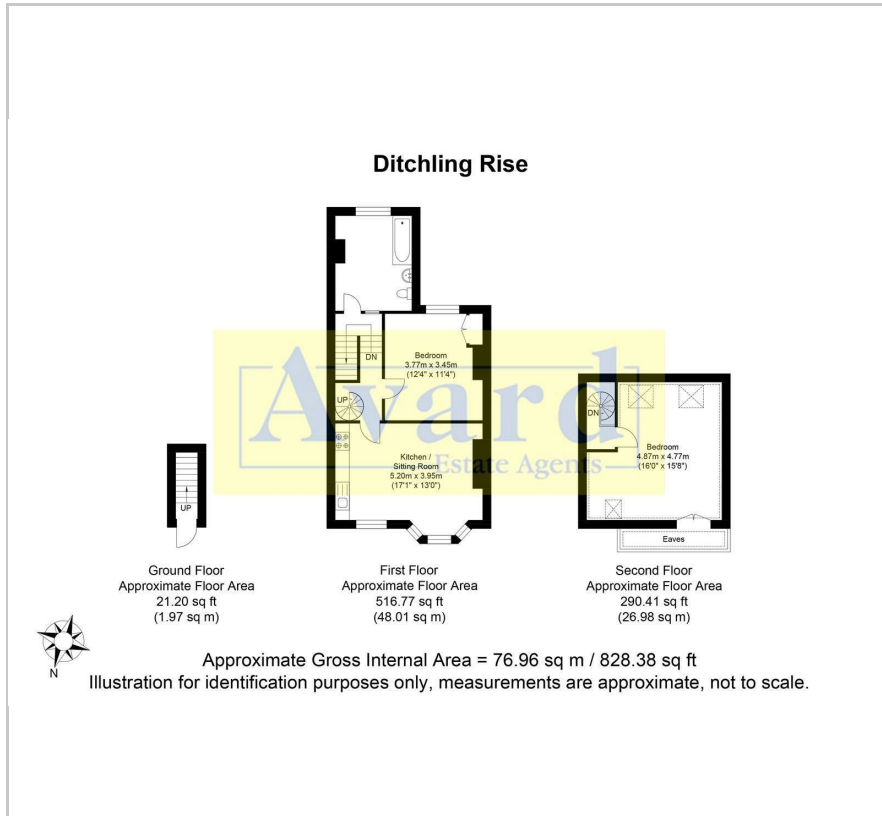 Ditchling Rise
DN
Bedroom
3.77m x 3.45m
(12'4" x 11'4")
UP
Kitchen /
Sitting Room
5.20m x 3.95m
(17'1" x 13'0")
DN
Bedroom
4.87m x 4.77m
(16'0" x 15'8")
Eaves
UP
Avard
Estate Agents
Ground Floor
Approximate Floor Area
21.20 sq ft
(1.97 sq m)
First Floor
Approximate Floor Area
516.77 sq ft
(48.01 sq m)
Second Floor
Approximate Floor Area
290.41 sq ft
(26.98 sq m)
N
Approximate Gross Internal Area = 76.96 sq m / 828.38 sq ft
Illustration for identification purposes only, measurements are approximate, not to scale.